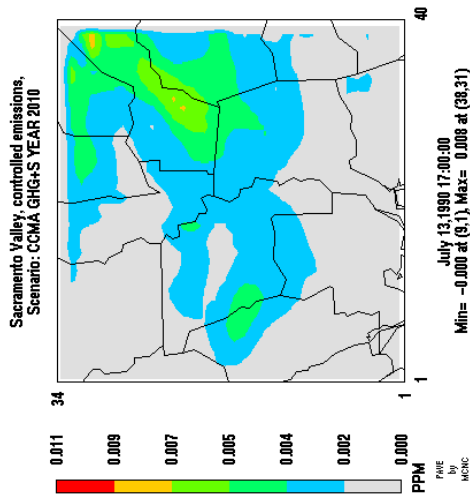 Sacramento Valley, controlled emissions,
Scenario: CCMA GHG+S YEAR 2010
34
1
1
40
0.011
0.009
0.007
0.005
0.004
0.002
0.000
PPM
PAVE
by
MCNC
July 13,1990 17:00:00
Min= -0.000 at (9,1), Max= 0.008 at (38,31)